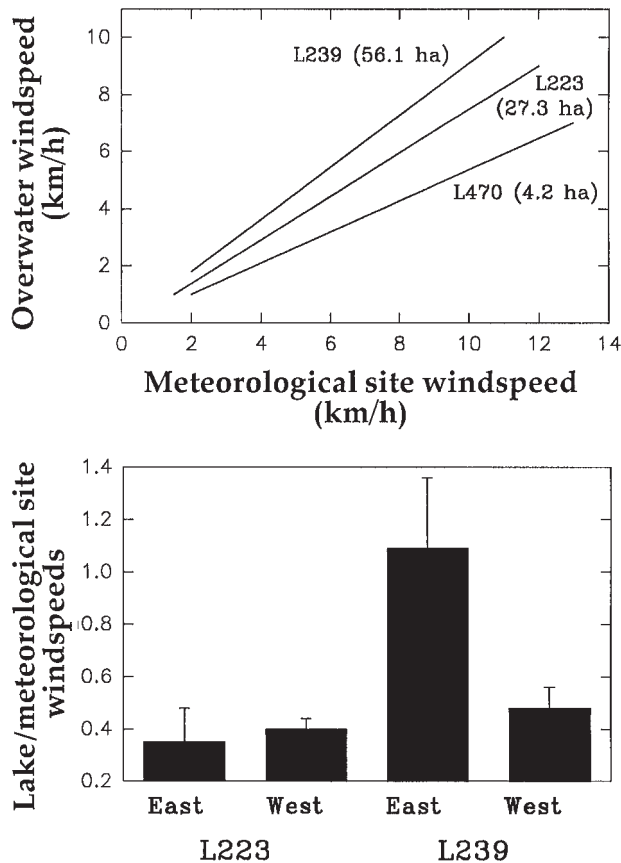 Overwater windspeed
(km/h)
10
8
6
4
2
0
L239 (56.1 ha)
L223
(27.3 ha)
L470 (4.2 ha)
0 2 4 6 8 10 12 14
Meteorological site windspeed
(km/h)
Lake/meteorological site
windspeeds
1.4
1.2
1.0
0.8
0.6
0.4
0.2
East West East West
L223 L239